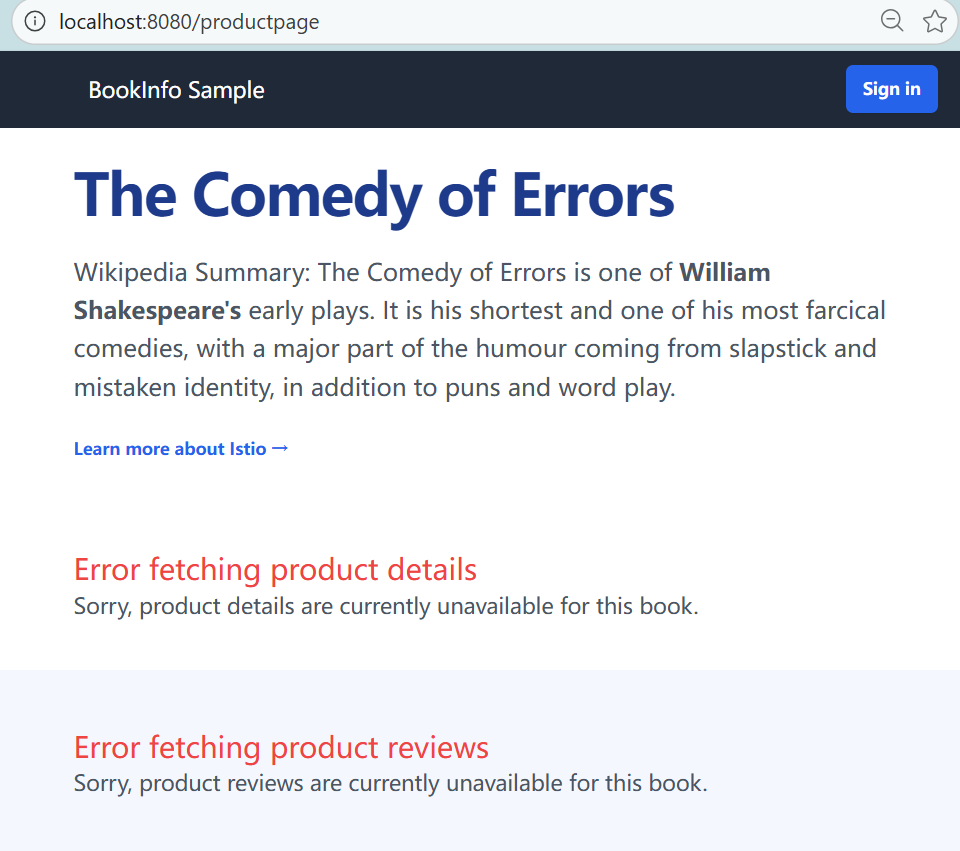 localhost:8080/productpage
BookInfo Sample
Sign in
The Comedy of Errors
Wikipedia Summary: The Comedy of Errors is one of William
Shakespeare's early plays. It is his shortest and one of his most farcical
comedies, with a major part of the humour coming from slapstick and
mistaken identity, in addition to puns and word play.
Learn more about Istio →
Error fetching product details
Sorry, product details are currently unavailable for this book.
Error fetching product reviews
Sorry, product reviews are currently unavailable for this book.